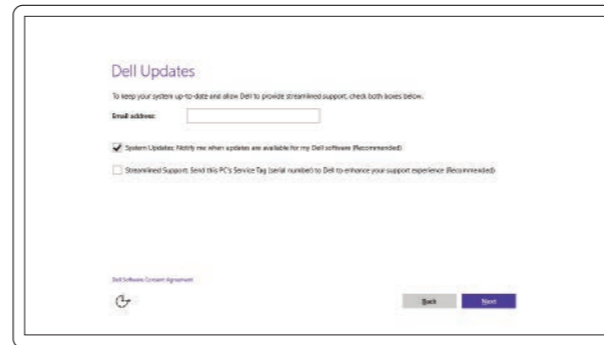 Dell Updates
To keep your system up-to-date and allow Dell to provide streamlined support, check both boxes below.
Email address:
System Updates: Notify me when updates are available for my Dell software (Recommended)
Streamlined Support: Send this PC's Service Tag (serial number) to Dell to enhance your support experience (Recommended)
Dell Software Consent Agreement
Back
Next